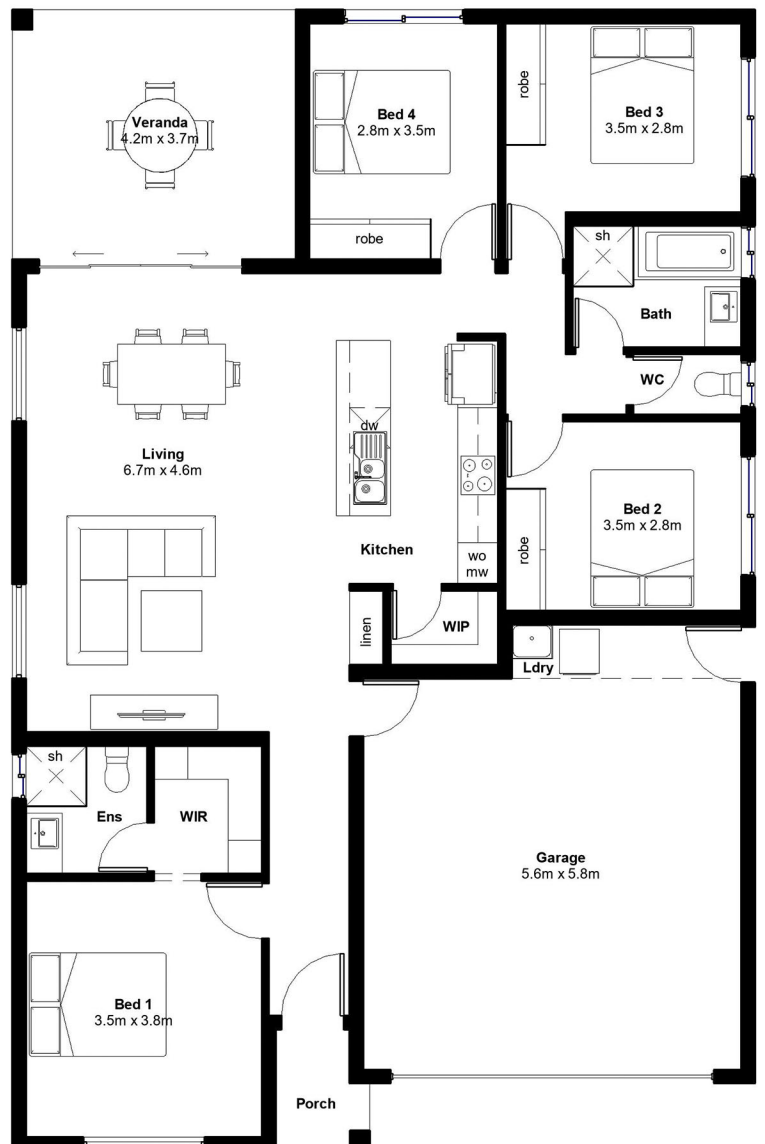 Veranda
4.2m x 3.7m
Bed 4
2.8m x 3.5m
robe
robe
Bed 3
3.5m x 2.8m
sh
Bath
WC
Living
6.7m x 4.6m
dw
Kitchen
wo
mw
linen
WIP
robe
Bed 2
3.5m x 2.8m
Ldry
sh
Ens
WIR
Garage
5.6m x 5.8m
Bed 1
3.5m x 3.8m
Porch